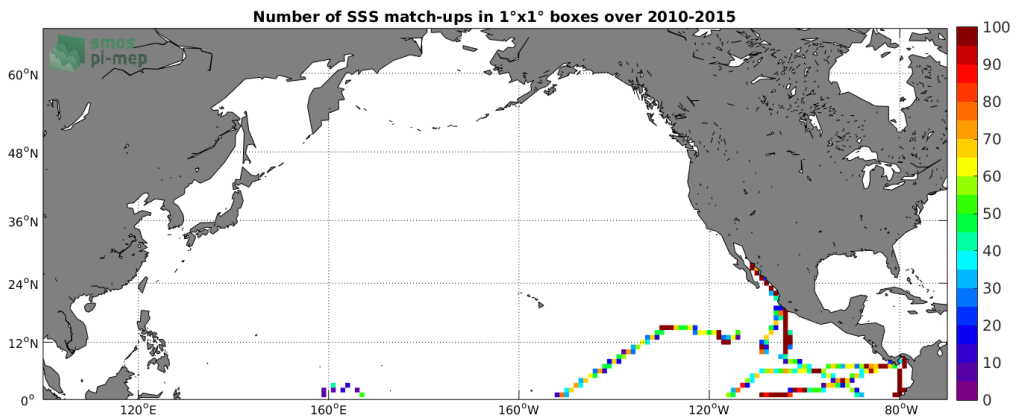 Number of SSS match-ups in 1°x1° boxes over 2010-2015
smos
pi-mep
60°N
48°N
36°N
24°N
12°N
0°
120°E
160°E
160°W
120°W
80°W
100
90
80
70
60
50
40
30
20
10
0